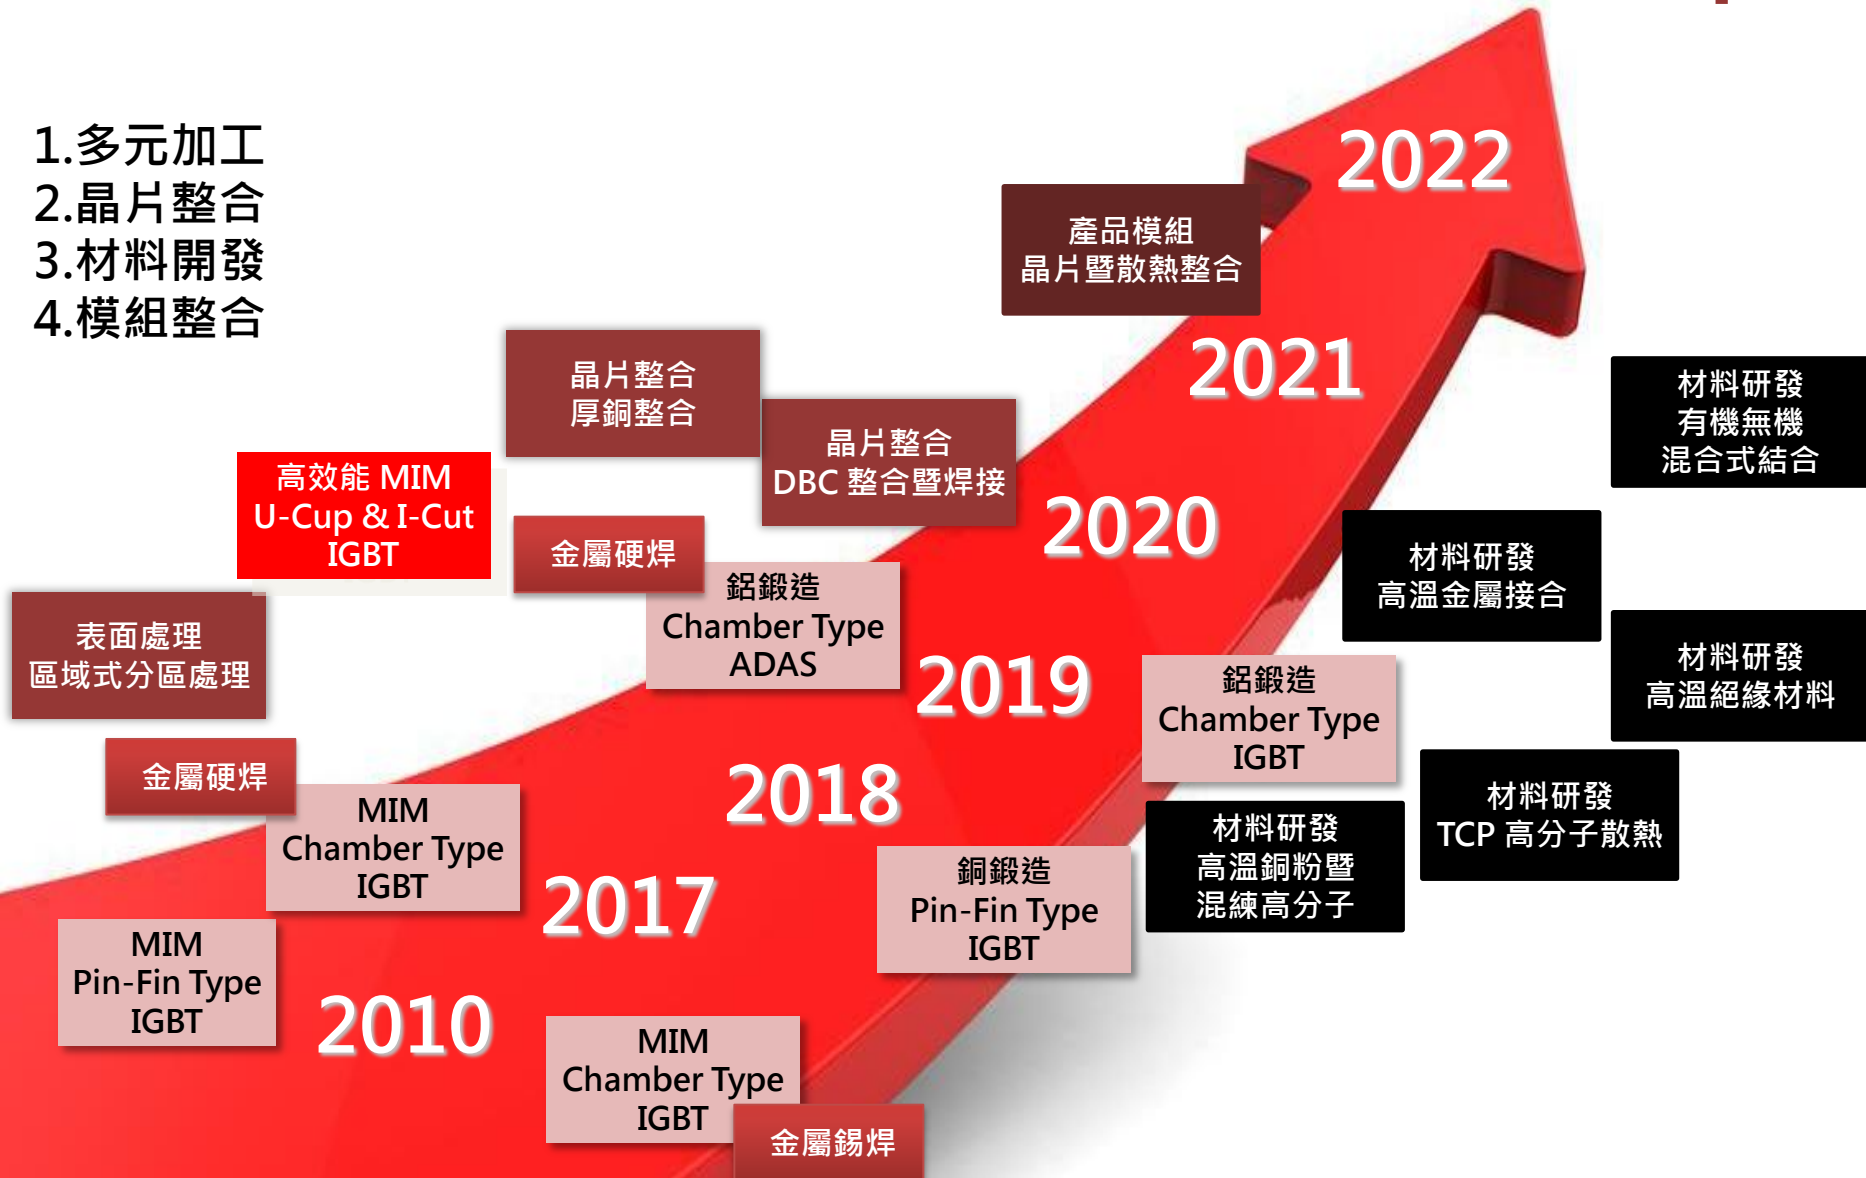 1.多元加工
2.晶片整合
3.材料開發
4.模組整合
2022
產品模組
晶片暨散熱整合
2021
晶片整合
厚銅整合
材料研發
有機無機
混合式結合
晶片整合
DBC 整合暨焊接
高效能 MIM
U-Cup & I-Cut
IGBT
2020
金屬硬焊
材料研發
高溫金屬接合
鋁鍛造
Chamber Type
ADAS
表面處理
區域式分區處理
2019
材料研發
高溫絕緣材料
鋁鍛造
Chamber Type
IGBT
金屬硬焊
2018
材料研發
TCP 高分子散熱
MIM
Chamber Type
IGBT
材料研發
高溫銅粉暨
混練高分子
2017
銅鍛造
Pin-Fin Type
IGBT
MIM
Pin-Fin Type
IGBT
2010
MIM
Chamber Type
IGBT
金屬錫焊